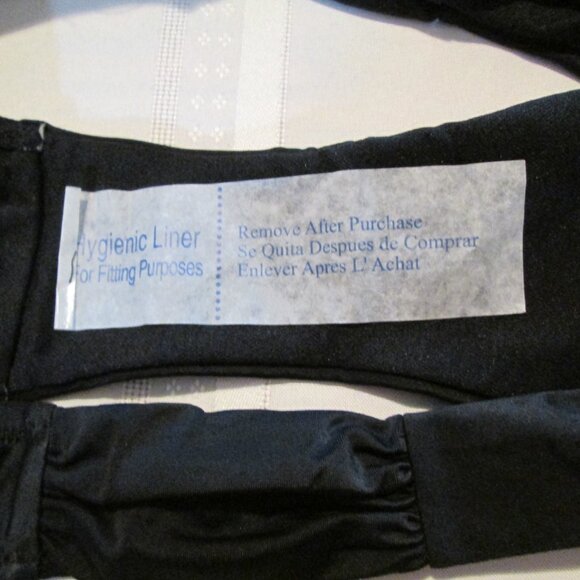 Hygienic Liner
For Fitting Purposes
Remove After Purchase
Se Quita Despues de Comprar
Enlever Apres L' Achat